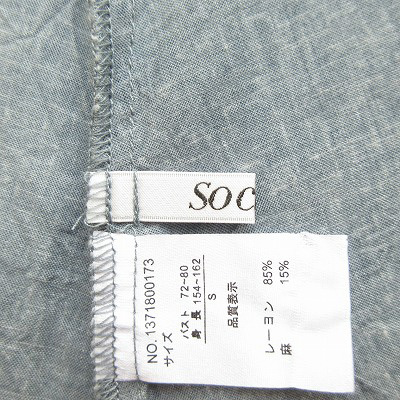 Soc
NO.1371800173
サイズ
バスト 72~80
身長 154~162
S
品質表示
レーヨン 85%
麻 15%